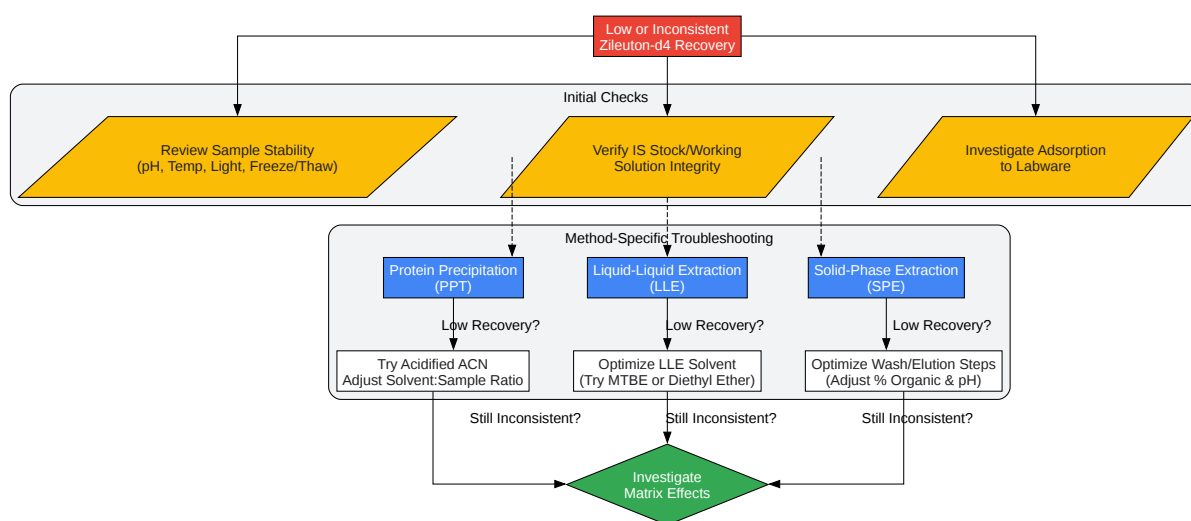 Low or Inconsistent
Zileuton-d4 Recovery
Initial Checks
Review Sample Stability
(pH, Temp, Light, Freeze/Thaw)
Verify IS Stock/Working
Solution Integrity
Investigate Adsorption
to Labware
Method-Specific Troubleshooting
Protein Precipitation
(PPT)
Liquid-Liquid Extraction
(LLE)
Solid-Phase Extraction
(SPE)
Low Recovery?
Low Recovery?
Low Recovery?
Try Acidified ACN
Adjust Solvent:Sample Ratio
Optimize LLE Solvent
(Try MTBE or Diethyl Ether)
Optimize Wash/Elution Steps
(Adjust % Organic & pH)
Still Inconsistent?
Still Inconsistent?
Still Inconsistent?
Investigate
Matrix Effects